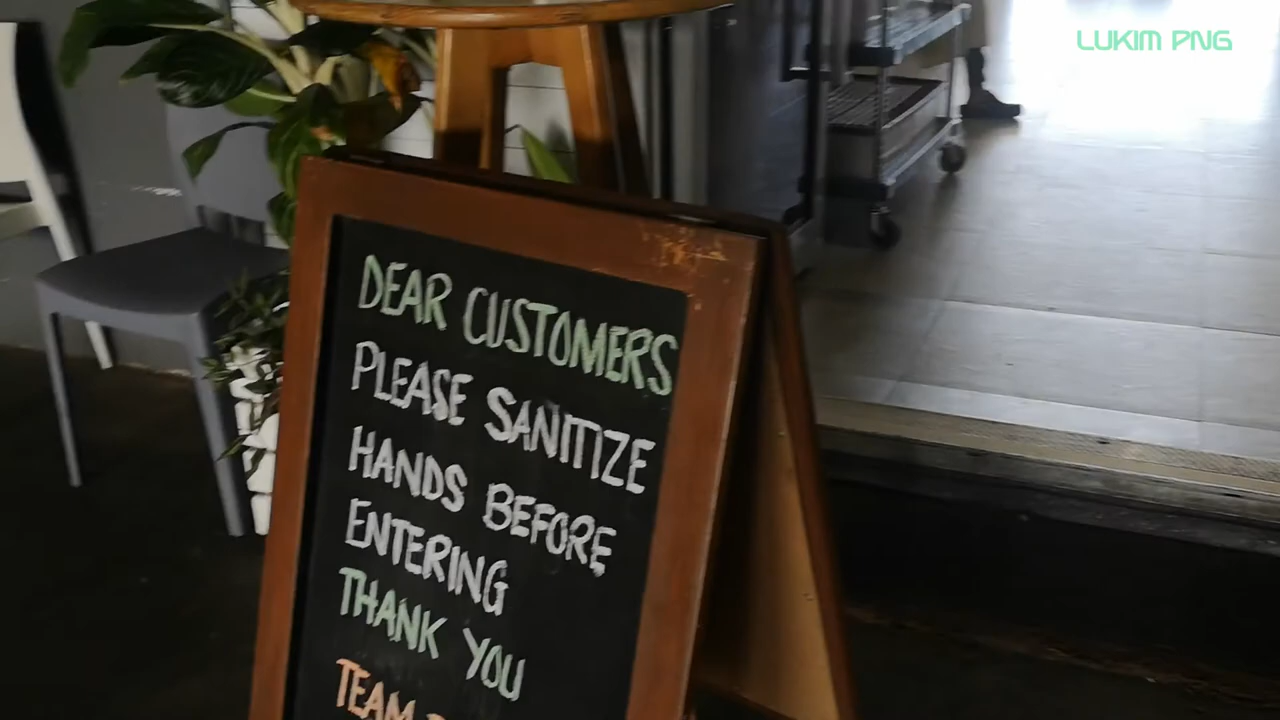 LUKIM PNG
DEAR CUSTOMERS
PLEASE SANITIZE
HANDS BEFORE
ENTERING
THANK YOU
TEAM